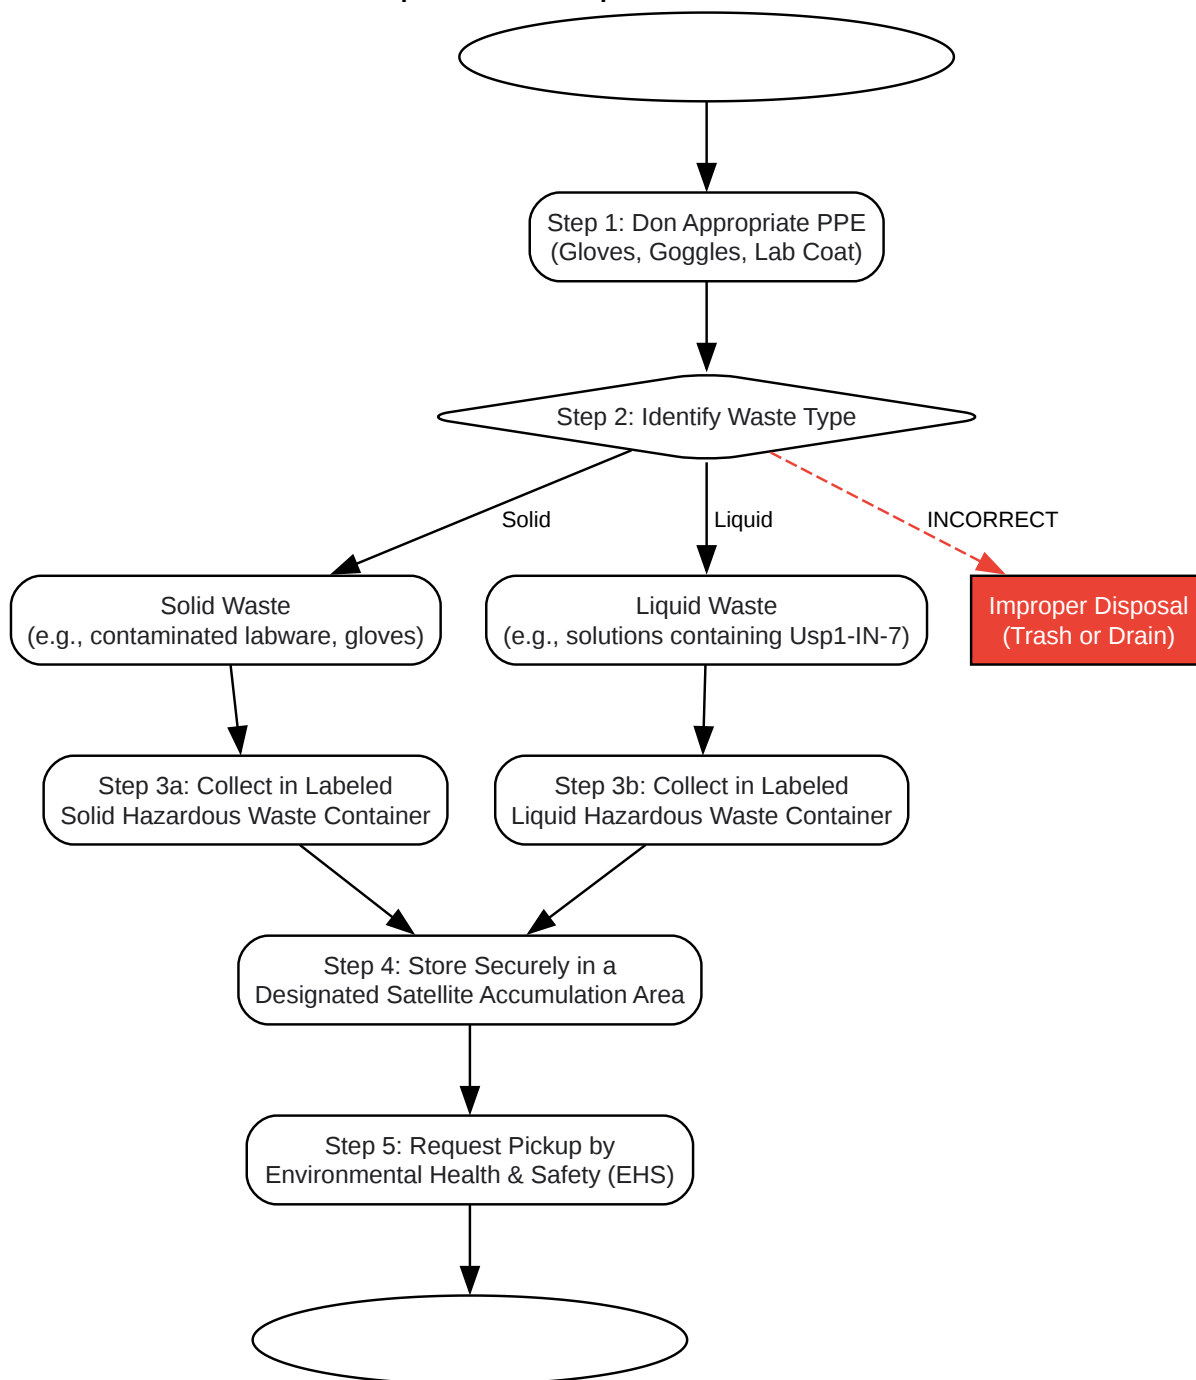 Step 1: Don Appropriate PPE
(Gloves, Goggles, Lab Coat)
Step 2: Identify Waste Type
Solid
Liquid
INCORRECT
Solid Waste
(e.g., contaminated labware, gloves)
Liquid Waste
(e.g., solutions containing Usp1-IN-7)
Improper Disposal
(Trash or Drain)
Step 3a: Collect in Labeled
Solid Hazardous Waste Container
Step 3b: Collect in Labeled
Liquid Hazardous Waste Container
Step 4: Store Securely in a
Designated Satellite Accumulation Area
Step 5: Request Pickup by
Environmental Health & Safety (EHS)